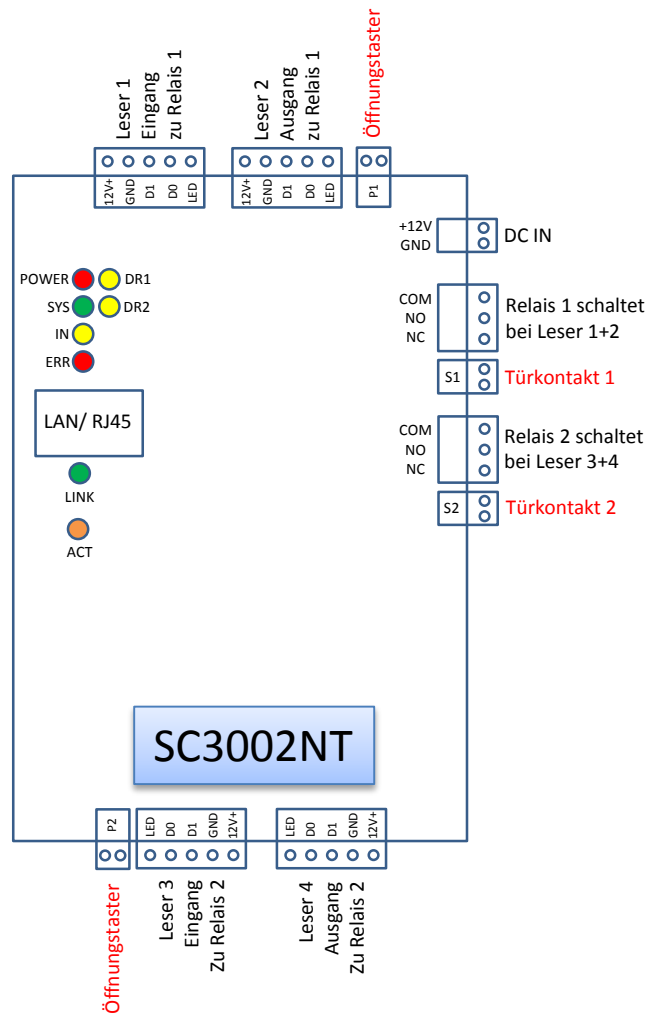 Leser 1
Eingang
zu Relais 1
Leser 2
Ausgang
zu Relais 1
Öffnungstaster
12V+
GND
D1
D0
LED
12V+
GND
D1
D0
LED
P1
+12V
GND
DC IN
POWER
DR1
SYS
DR2
IN
ERR
COM
NO
NC
Relais 1 schaltet
bei Leser 1+2
S1
Türkontakt 1
LAN/ RJ45
COM
NO
NC
Relais 2 schaltet
bei Leser 3+4
LINK
S2
Türkontakt 2
ACT
SC3002NT
P2
LED
D0
D1
GND
12V+
LED
D0
D1
GND
12V+
Öffnungstaster
Leser 3
Eingang
Zu Relais 2
Leser 4
Ausgang
Zu Relais 2